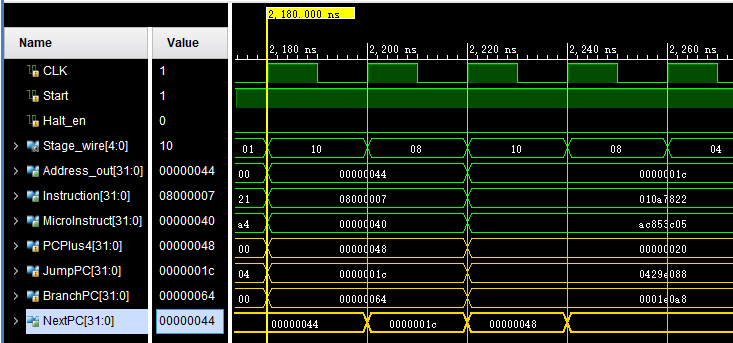 2,180.000 ns
Name Value 2,180 ns 2,200 ns 2,220 ns 2,240 ns 2,260 ns
CLK 1
Start 1
Halt_en 0
Stage_wire[4:0] 10 01 10 08 10 08 04
Address_out[31:0] 00000044 00 00000044 0000001c
Instruction[31:0] 08000007 21 08000007 010a7822
MicroInstruct[31:0] 00000040 a4 00000040 ac853c05
PCPlus4[31:0] 00000048 00 00000048 00000020
JumpPC[31:0] 0000001c 04 0000001c 0429e088
BranchPC[31:0] 00000064 00 00000064 0001e0a8
NextPC[31:0] 00000044 00000044 0000001c 00000048